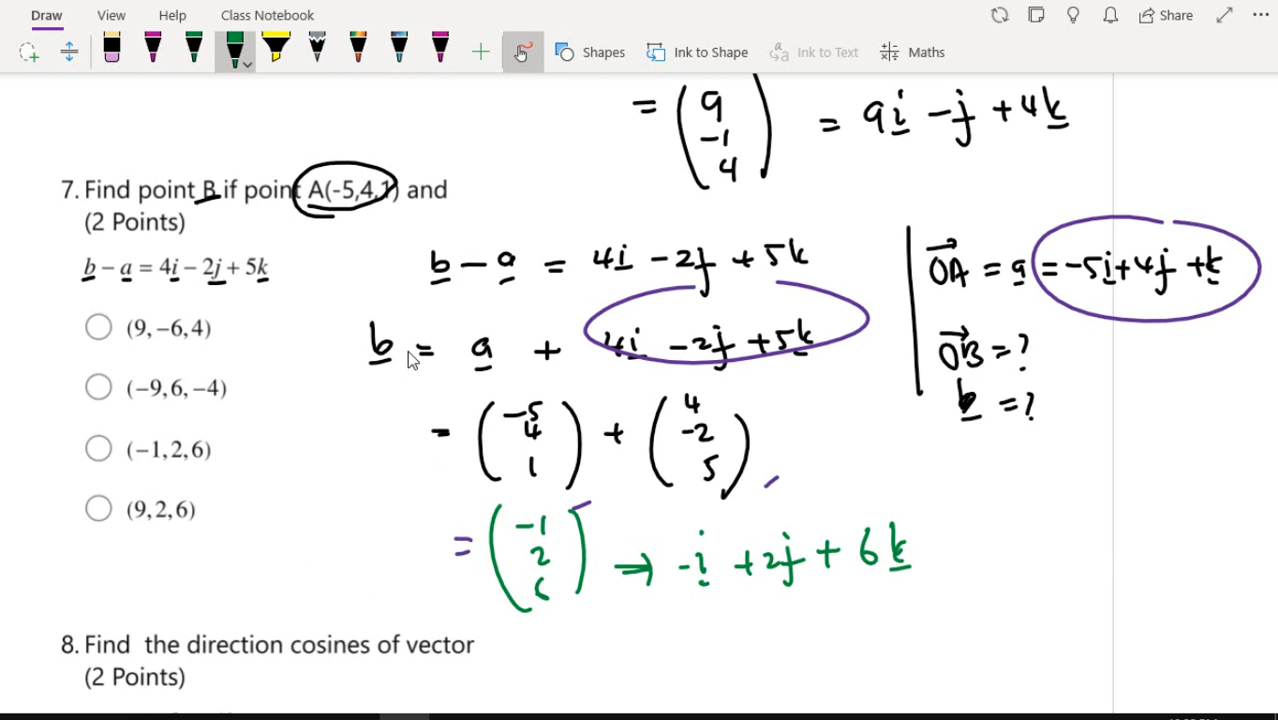 Draw View Help Class Notebook Share
Shapes Ink to Shape Ink to Text Maths
= (9 -1 4) = 9i - j + 4k
7. Find point B if point A(-5,4,1) and
(2 Points)
b – a = 4i – 2j + 5k
(9,−6,4)
(−9,6,−4)
(−1,2,6)
(9,2,6)
b - a = 4i - 2j + 5k
b = a + 4i - 2j + 5k
= (-5 4 1) + (4 -2 5)
= (-1 2 6) → -i + 2j + 6k
OA = a = -5i + 4j + k
OB = ?
b = ?
8. Find the direction cosines of vector
(2 Points)